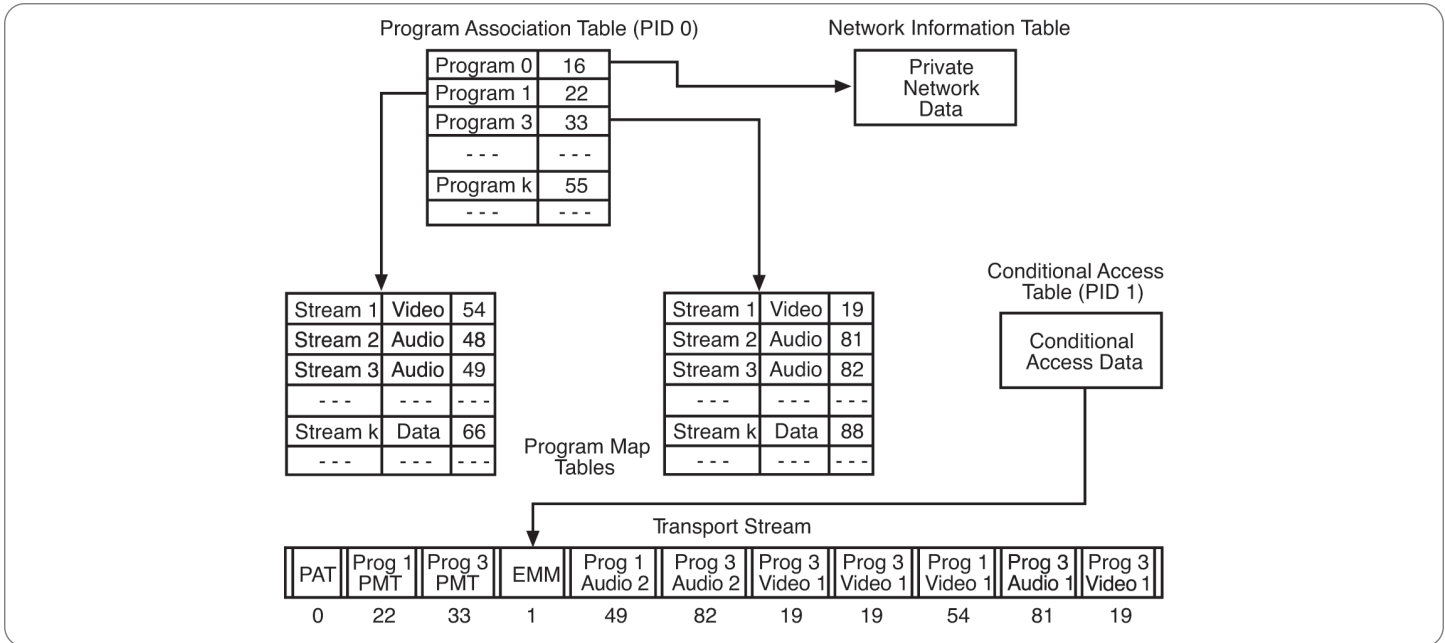 Program Association Table (PID 0)
Network Information Table
Program 0 16
Program 1 22
Program 3 33
- - - - - -
Program k 55
- - - - - -
Private
Network
Data
Stream 1 Video 54
Stream 2 Audio 48
Stream 3 Audio 49
- - - - - - - - -
Stream k Data 66
- - - - - - - - -
Program Map
Tables
Stream 1 Video 19
Stream 2 Audio 81
Stream 3 Audio 82
- - - - - - - - -
Stream k Data 88
- - - - - - - - -
Conditional Access
Table (PID 1)
Conditional
Access Data
Transport Stream
PAT
Prog 1
PMT
Prog 3
PMT
EMM
Prog 1
Audio 2
Prog 3
Audio 2
Prog 3
Video 1
Prog 3
Video 1
Prog 1
Video 1
Prog 3
Audio 1
Prog 3
Video 1
0 22 33 1 49 82 19 19 54 81 19